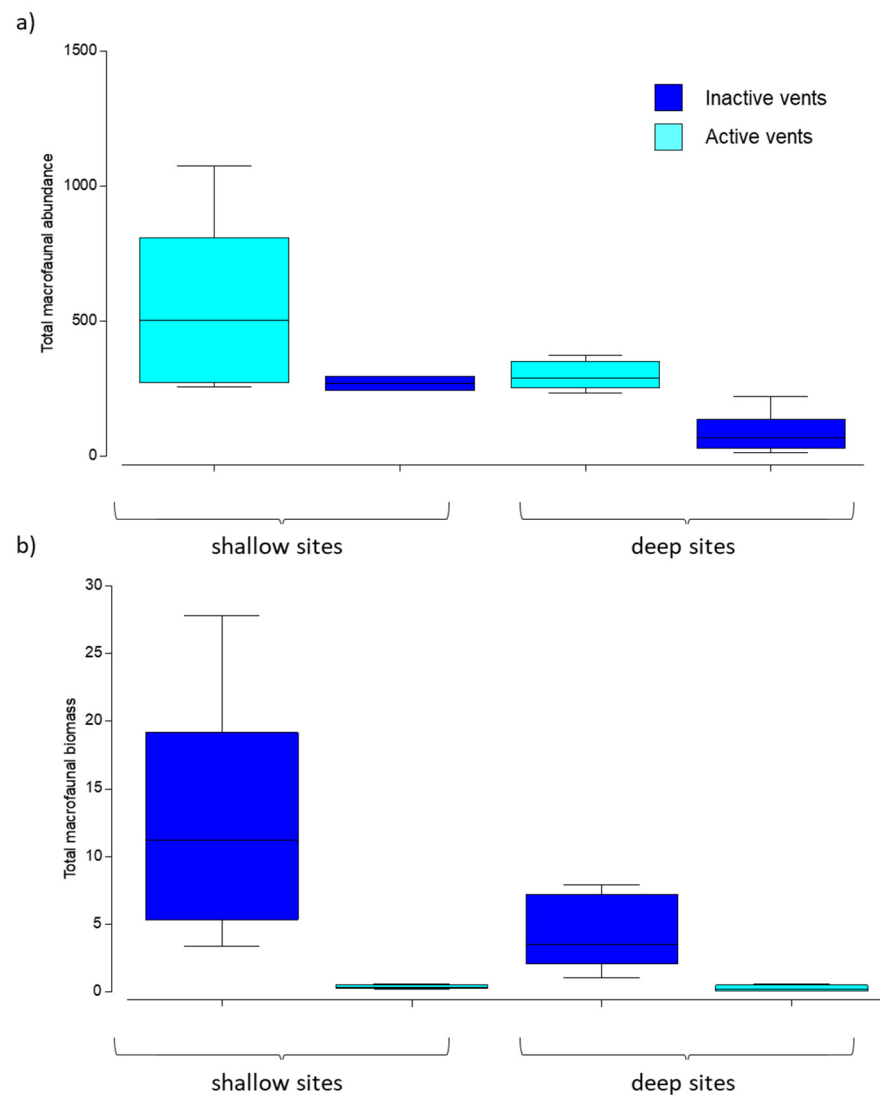 a)
1500
1000
500
0
Total macrofaunal abundance
Inactive vents
Active vents
shallow sites
deep sites
b)
30
25
20
15
10
5
0
Total macrofaunal biomass
shallow sites
deep sites